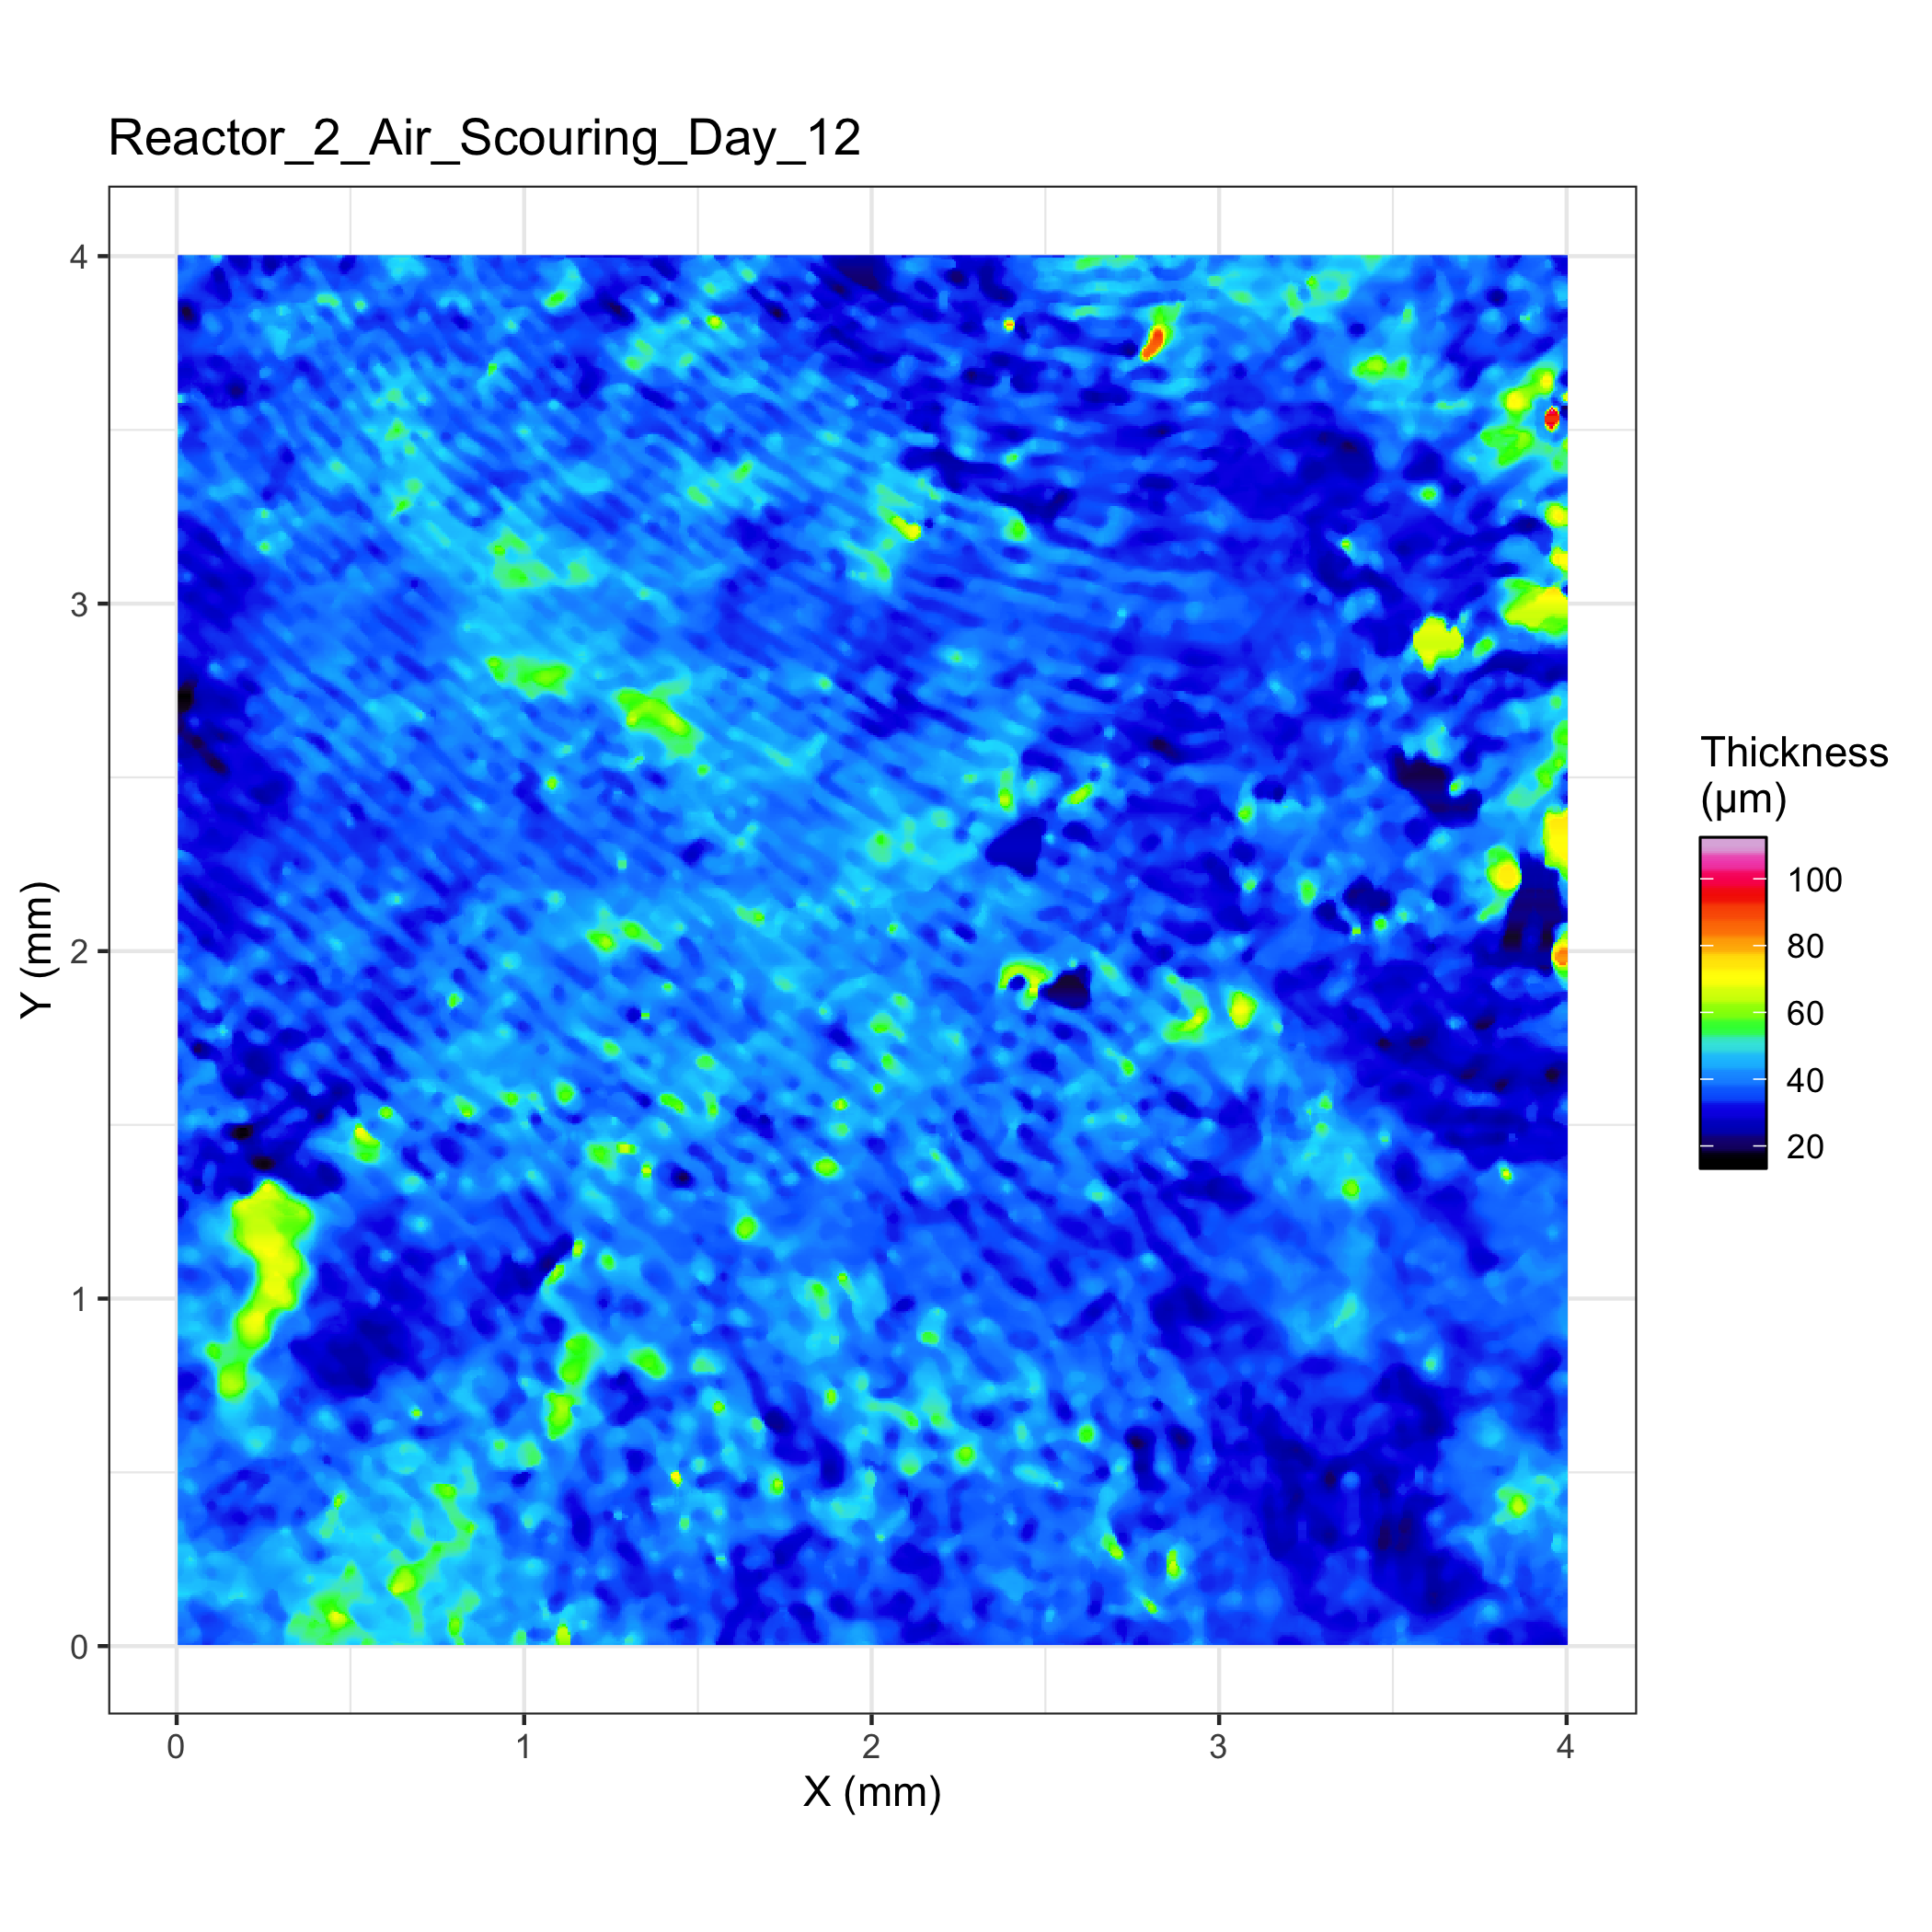 Reactor_2_Air_Scouring_Day_12
4
3
2
1
0
Y (mm)
0 1 2 3 4
X (mm)
Thickness
(μm)
100
80
60
40
20